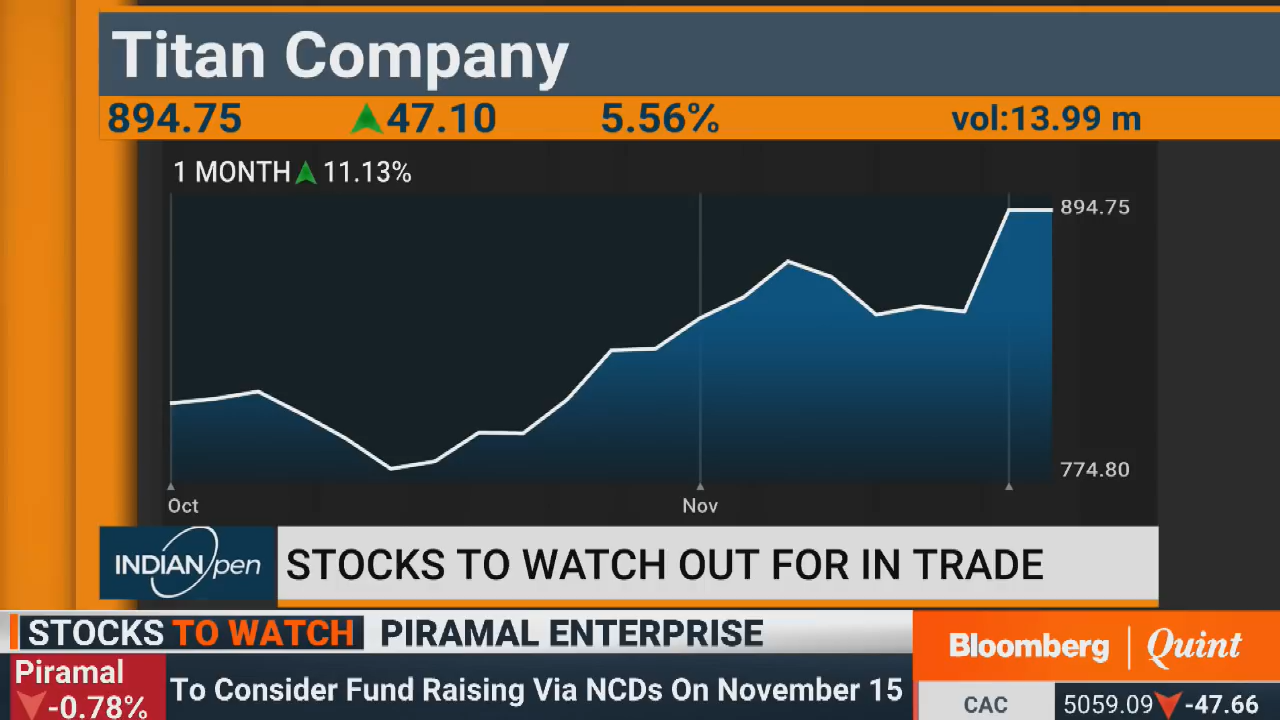 Titan Company
894.75 47.10 5.56% vol:13.99 m
1 MONTH 11.13%
894.75
774.80
Oct Nov
INDIAN Open STOCKS TO WATCH OUT FOR IN TRADE
STOCKS TO WATCH PIRAMAL ENTERPRISE
Piramal
-0.78%
To Consider Fund Raising Via NCDs On November 15
Bloomberg | Quint
CAC 5059.09 -47.66